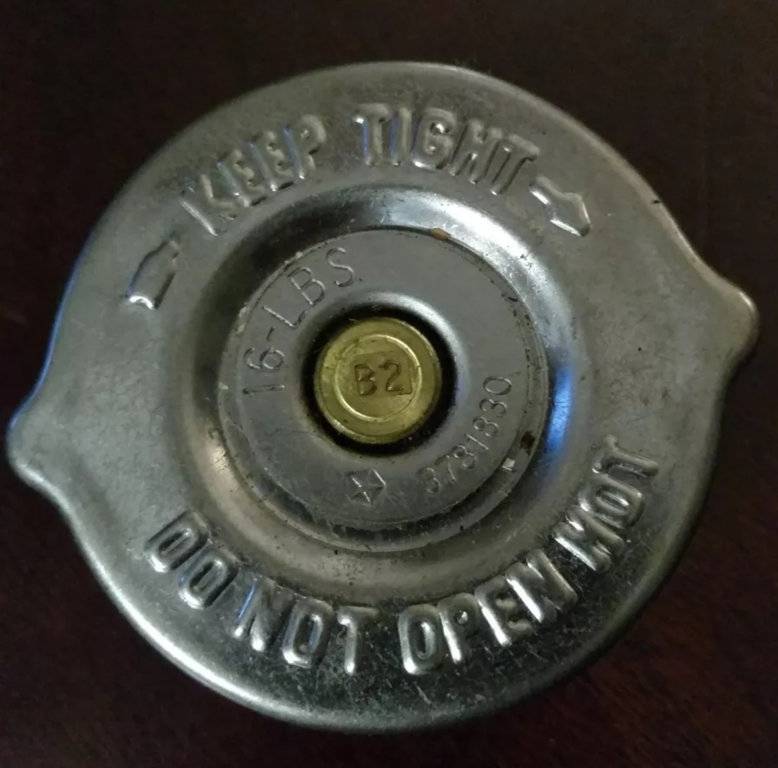 KEEP TIGHT
16-LBS.
B2
3781830
DO NOT OPEN HOT